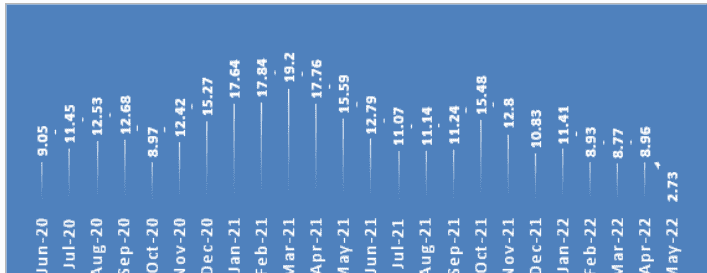 9.05
11.45
12.53
12.68
8.97
12.42
15.27
17.64
17.84
19.2
17.76
15.59
12.79
11.07
11.14
11.24
15.48
12.8
10.83
11.41
8.93
8.77
8.96
2.73
Jun-20
Jul-20
Aug-20
Sep-20
Oct-20
Nov-20
Dec-20
Jan-21
Feb-21
Mar-21
Apr-21
May-21
Jun-21
Jul-21
Aug-21
Sep-21
Oct-21
Nov-21
Dec-21
Jan-22
Feb-22
Mar-22
Apr-22
May-22